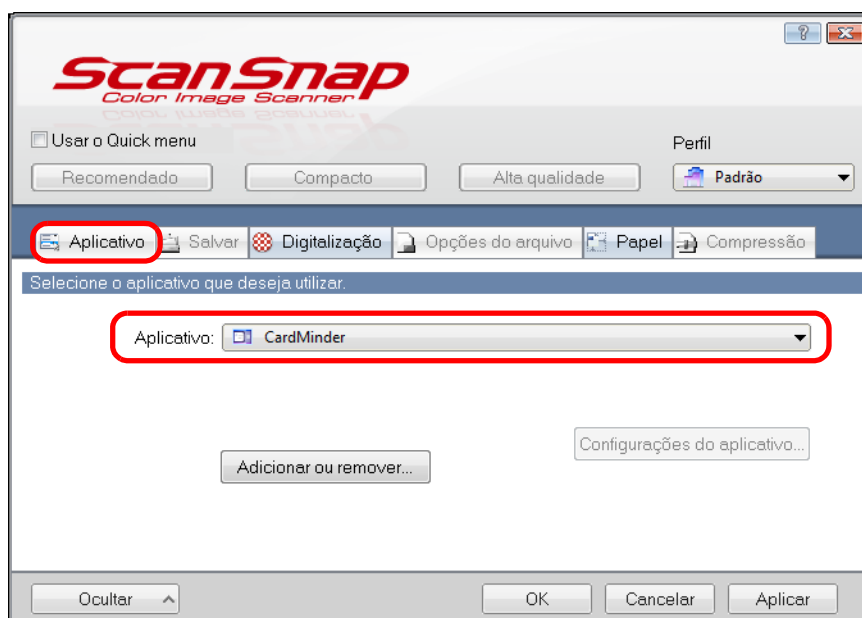 ScanSnap
Color Image Scanner
Usar o Quick menu
Perfil
Recomendado Compacto Alta qualidade Padrão
Aplicativo Salvar Digitalização Opções do arquivo Papel Compressão
Selecione o aplicativo que deseja utilizar.
Aplicativo: CardMinder
Configurações do aplicativo...
Adicionar ou remover...
Ocultar OK Cancelar Aplicar